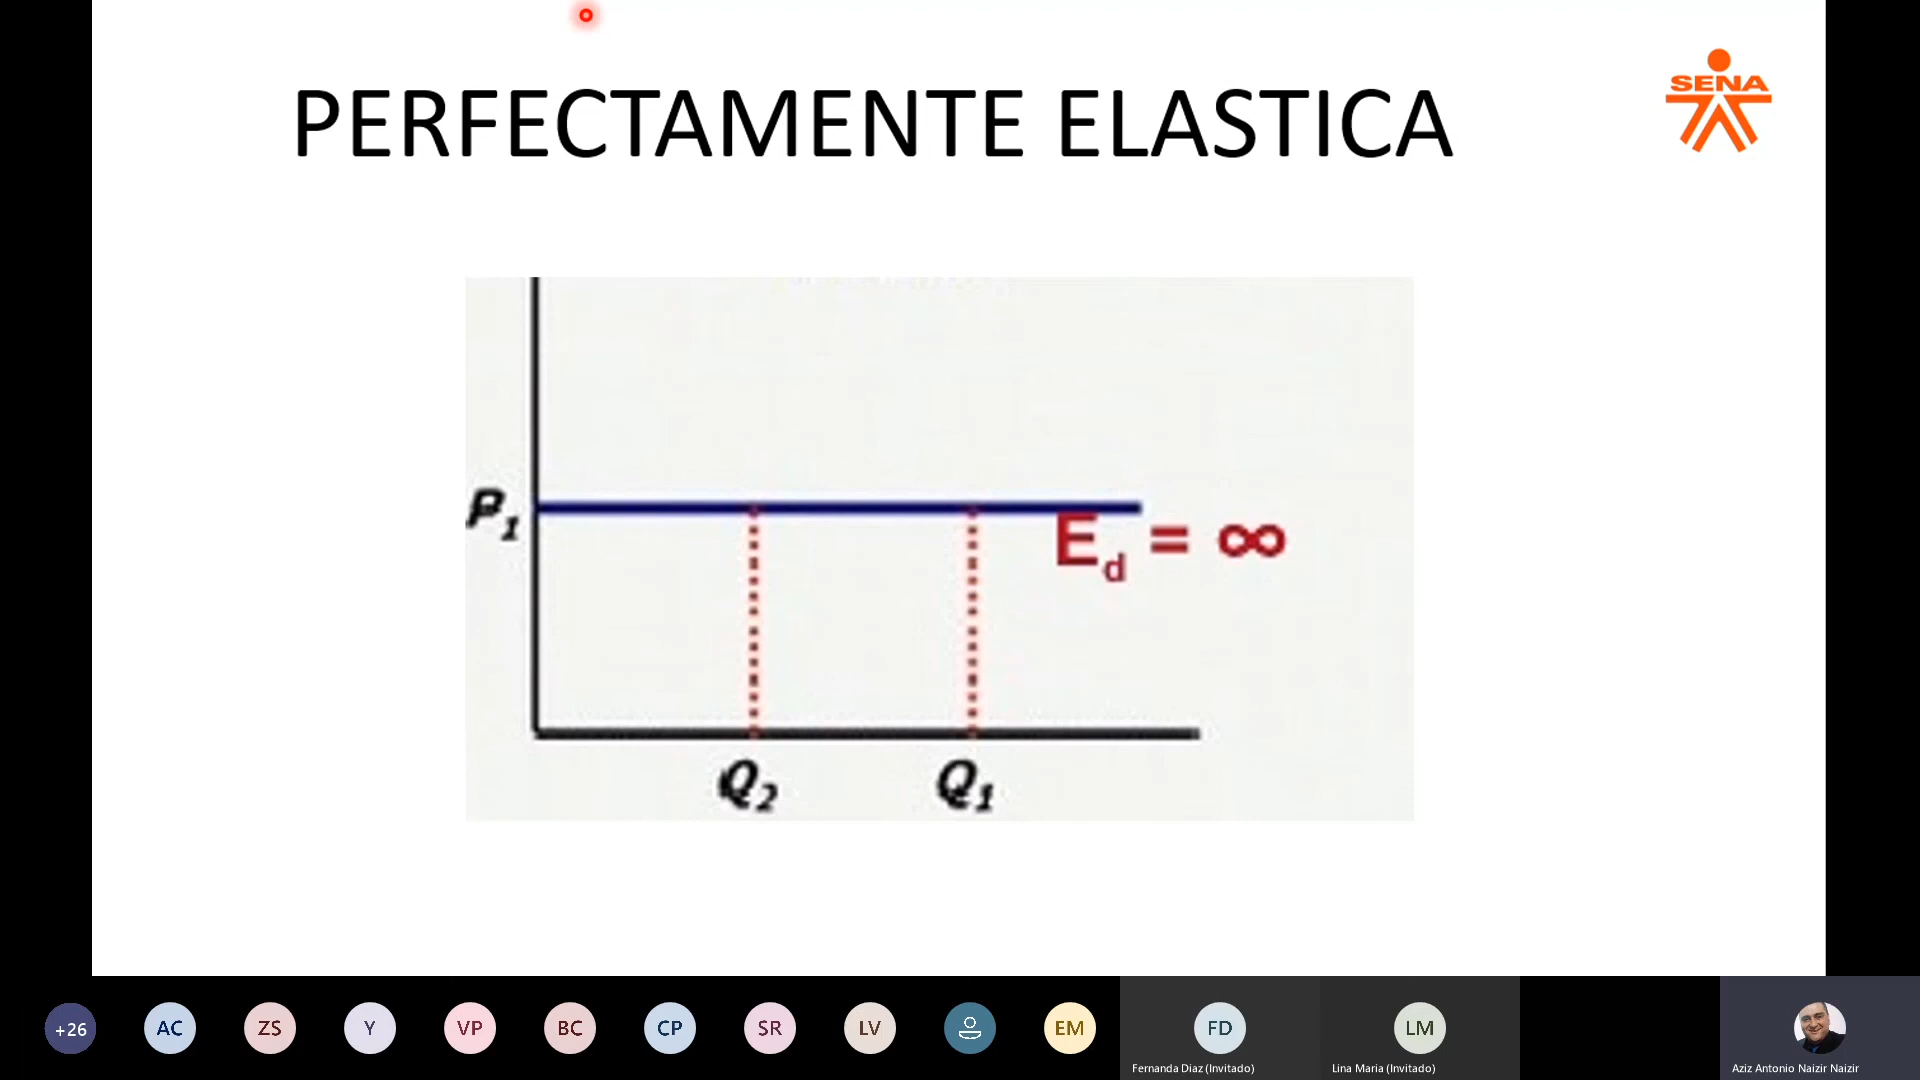 PERFECTAMENTE ELASTICA
SENA
P₁
E_d = ∞
Q₂ Q₁
+26 AC ZS Y VP BC CP SR LV EM FD LM
Fernanda Diaz (Invitado) Lina Maria (Invitado) Aziz Antonio Naizir Naizir